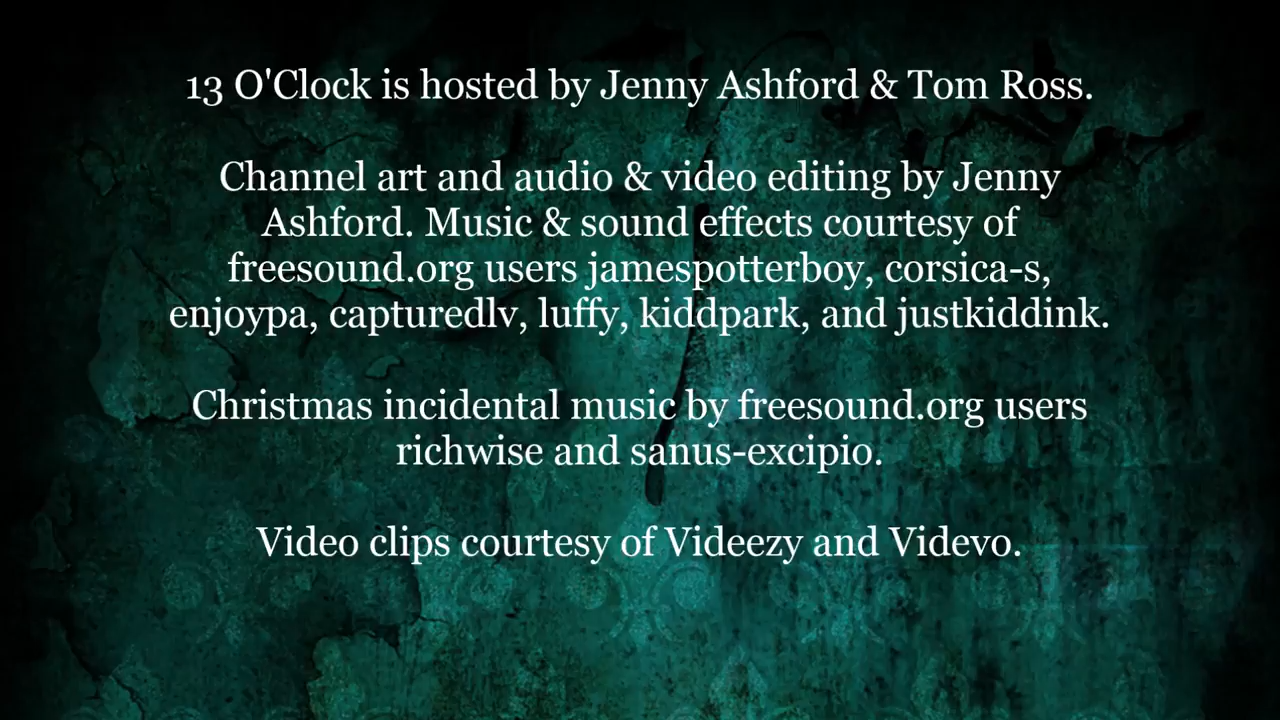 13 O'Clock is hosted by Jenny Ashford & Tom Ross.
Channel art and audio & video editing by Jenny
Ashford. Music & sound effects courtesy of
freesound.org users jamespotterboy, corsica-s,
enjoypa, capturedlv, luffy, kiddpark, and justkiddink.
Christmas incidental music by freesound.org users
richwise and sanus-excipio.
Video clips courtesy of Videezy and Videvo.